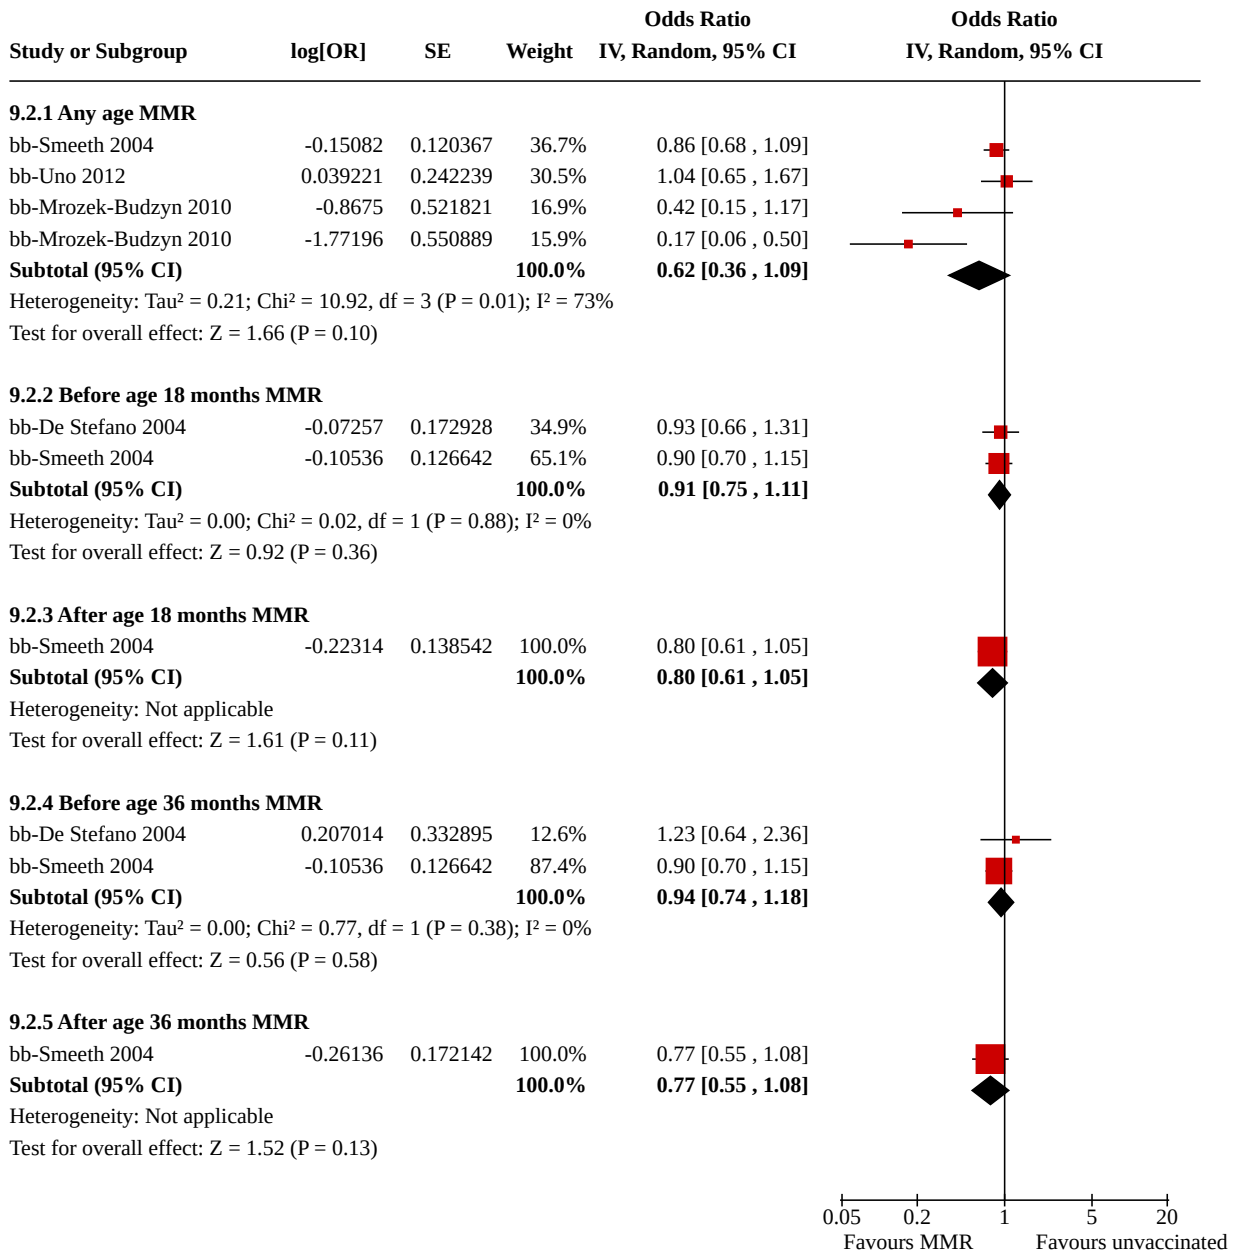 Odds Ratio Odds Ratio
Study or Subgroup log[OR] SE Weight IV, Random, 95% CI IV, Random, 95% CI
9.2.1 Any age MMR
bb-Smeeth 2004 -0.15082 0.120367 36.7% 0.86 [0.68 , 1.09]
bb-Uno 2012 0.039221 0.242239 30.5% 1.04 [0.65 , 1.67]
bb-Mrozek-Budzyn 2010 -0.8675 0.521821 16.9% 0.42 [0.15 , 1.17]
bb-Mrozek-Budzyn 2010 -1.77196 0.550889 15.9% 0.17 [0.06 , 0.50]
Subtotal (95% CI) 100.0% 0.62 [0.36 , 1.09]
Heterogeneity: Tau² = 0.21; Chi² = 10.92, df = 3 (P = 0.01); I² = 73%
Test for overall effect: Z = 1.66 (P = 0.10)
9.2.2 Before age 18 months MMR
bb-De Stefano 2004 -0.07257 0.172928 34.9% 0.93 [0.66 , 1.31]
bb-Smeeth 2004 -0.10536 0.126642 65.1% 0.90 [0.70 , 1.15]
Subtotal (95% CI) 100.0% 0.91 [0.75 , 1.11]
Heterogeneity: Tau² = 0.00; Chi² = 0.02, df = 1 (P = 0.88); I² = 0%
Test for overall effect: Z = 0.92 (P = 0.36)
9.2.3 After age 18 months MMR
bb-Smeeth 2004 -0.22314 0.138542 100.0% 0.80 [0.61 , 1.05]
Subtotal (95% CI) 100.0% 0.80 [0.61 , 1.05]
Heterogeneity: Not applicable
Test for overall effect: Z = 1.61 (P = 0.11)
9.2.4 Before age 36 months MMR
bb-De Stefano 2004 0.207014 0.332895 12.6% 1.23 [0.64 , 2.36]
bb-Smeeth 2004 -0.10536 0.126642 87.4% 0.90 [0.70 , 1.15]
Subtotal (95% CI) 100.0% 0.94 [0.74 , 1.18]
Heterogeneity: Tau² = 0.00; Chi² = 0.77, df = 1 (P = 0.38); I² = 0%
Test for overall effect: Z = 0.56 (P = 0.58)
9.2.5 After age 36 months MMR
bb-Smeeth 2004 -0.26136 0.172142 100.0% 0.77 [0.55 , 1.08]
Subtotal (95% CI) 100.0% 0.77 [0.55 , 1.08]
Heterogeneity: Not applicable
Test for overall effect: Z = 1.52 (P = 0.13)
0.05 0.2 1 5 20
Favours MMR Favours unvaccinated